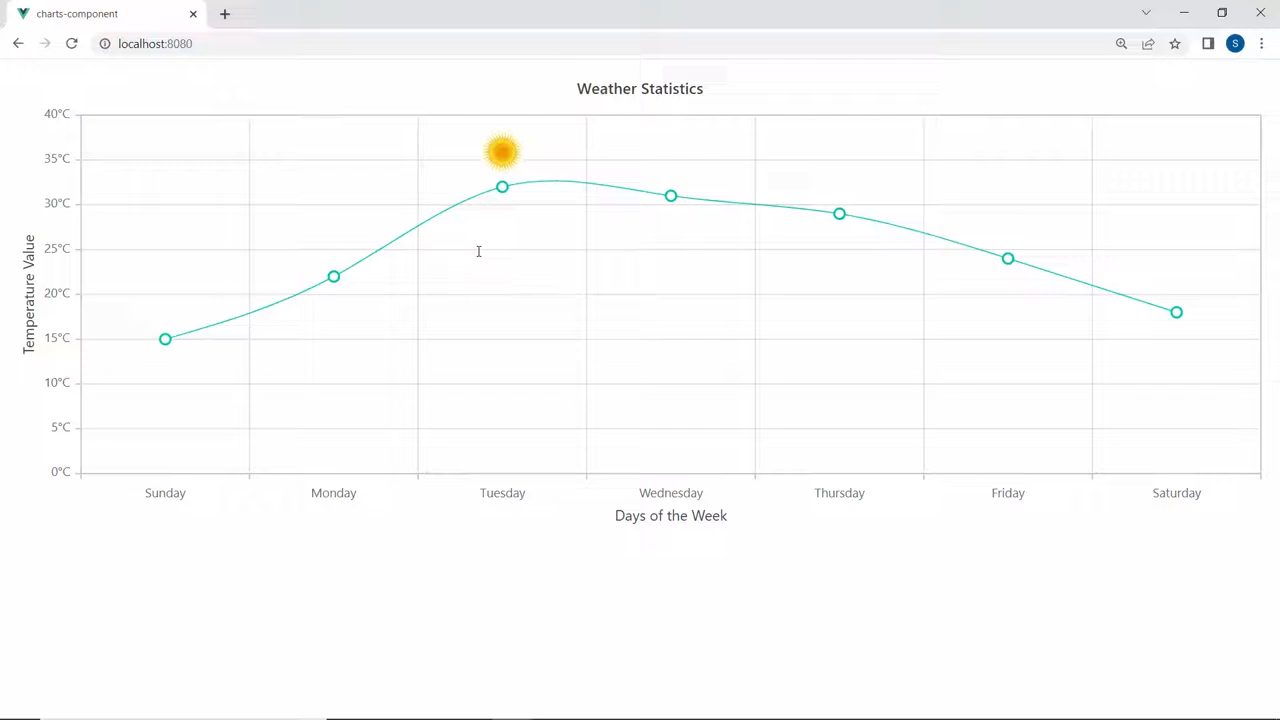 charts-component
localhost:8080
S
Weather Statistics
40°C
35°C
30°C
25°C
20°C
15°C
10°C
5°C
0°C
Temperature Value
Sunday Monday Tuesday Wednesday Thursday Friday Saturday
Days of the Week